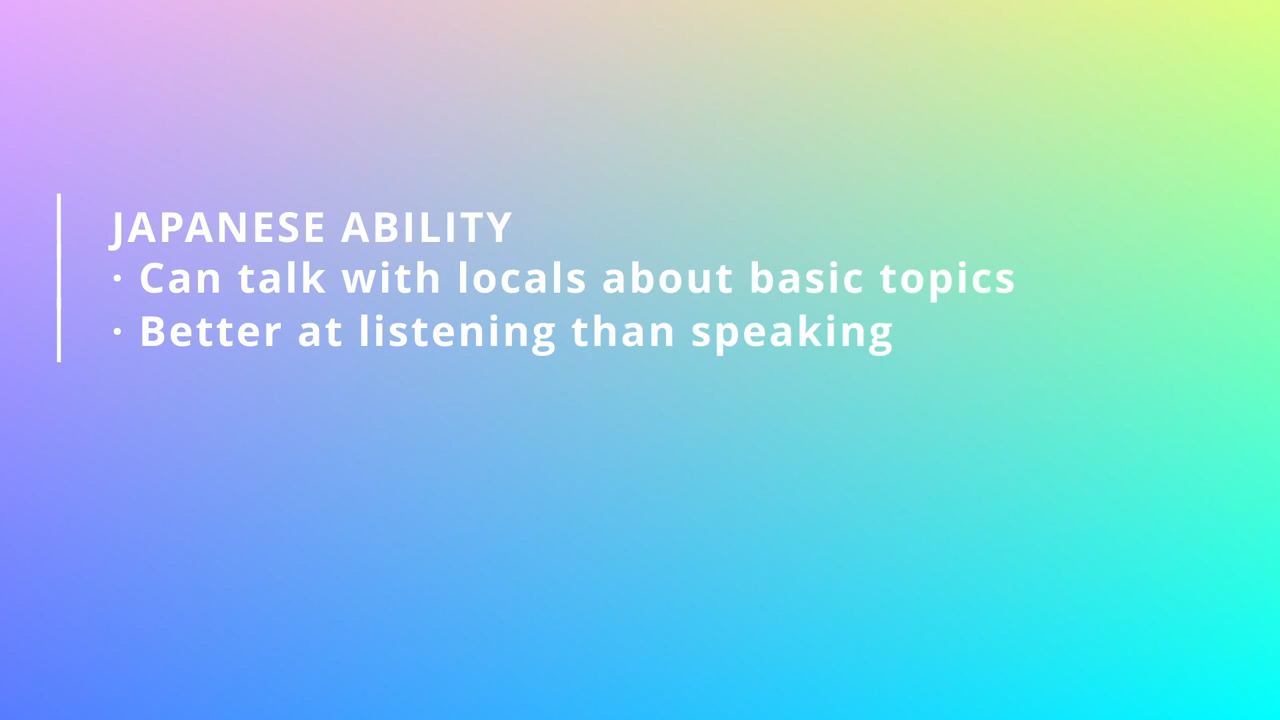 JAPANESE ABILITY
· Can talk with locals about basic topics
· Better at listening than speaking